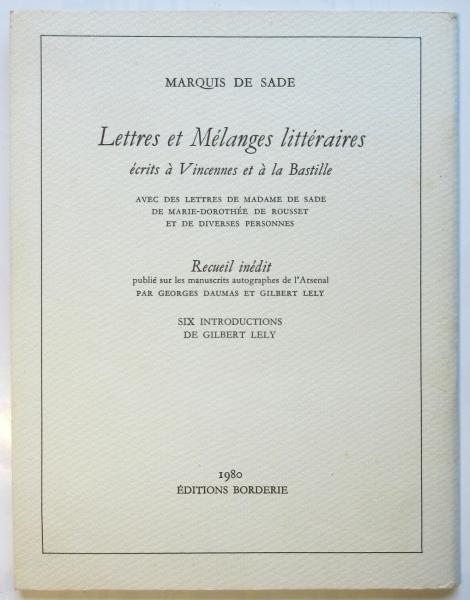 MARQUIS DE SADE
Lettres et Mélanges littéraires
écrits à Vincennes et à la Bastille
AVEC DES LETTRES DE MADAME DE SADE
DE MARIE-DOROTHÉE DE ROUSSET
ET DE DIVERSES PERSONNES
Recueil inédit
publié sur les manuscrits autographes de l'Arsenal
PAR GEORGES DAUMAS ET GILBERT LELY
SIX INTRODUCTIONS
DE GILBERT LELY
1980
ÉDITIONS BORDERIE